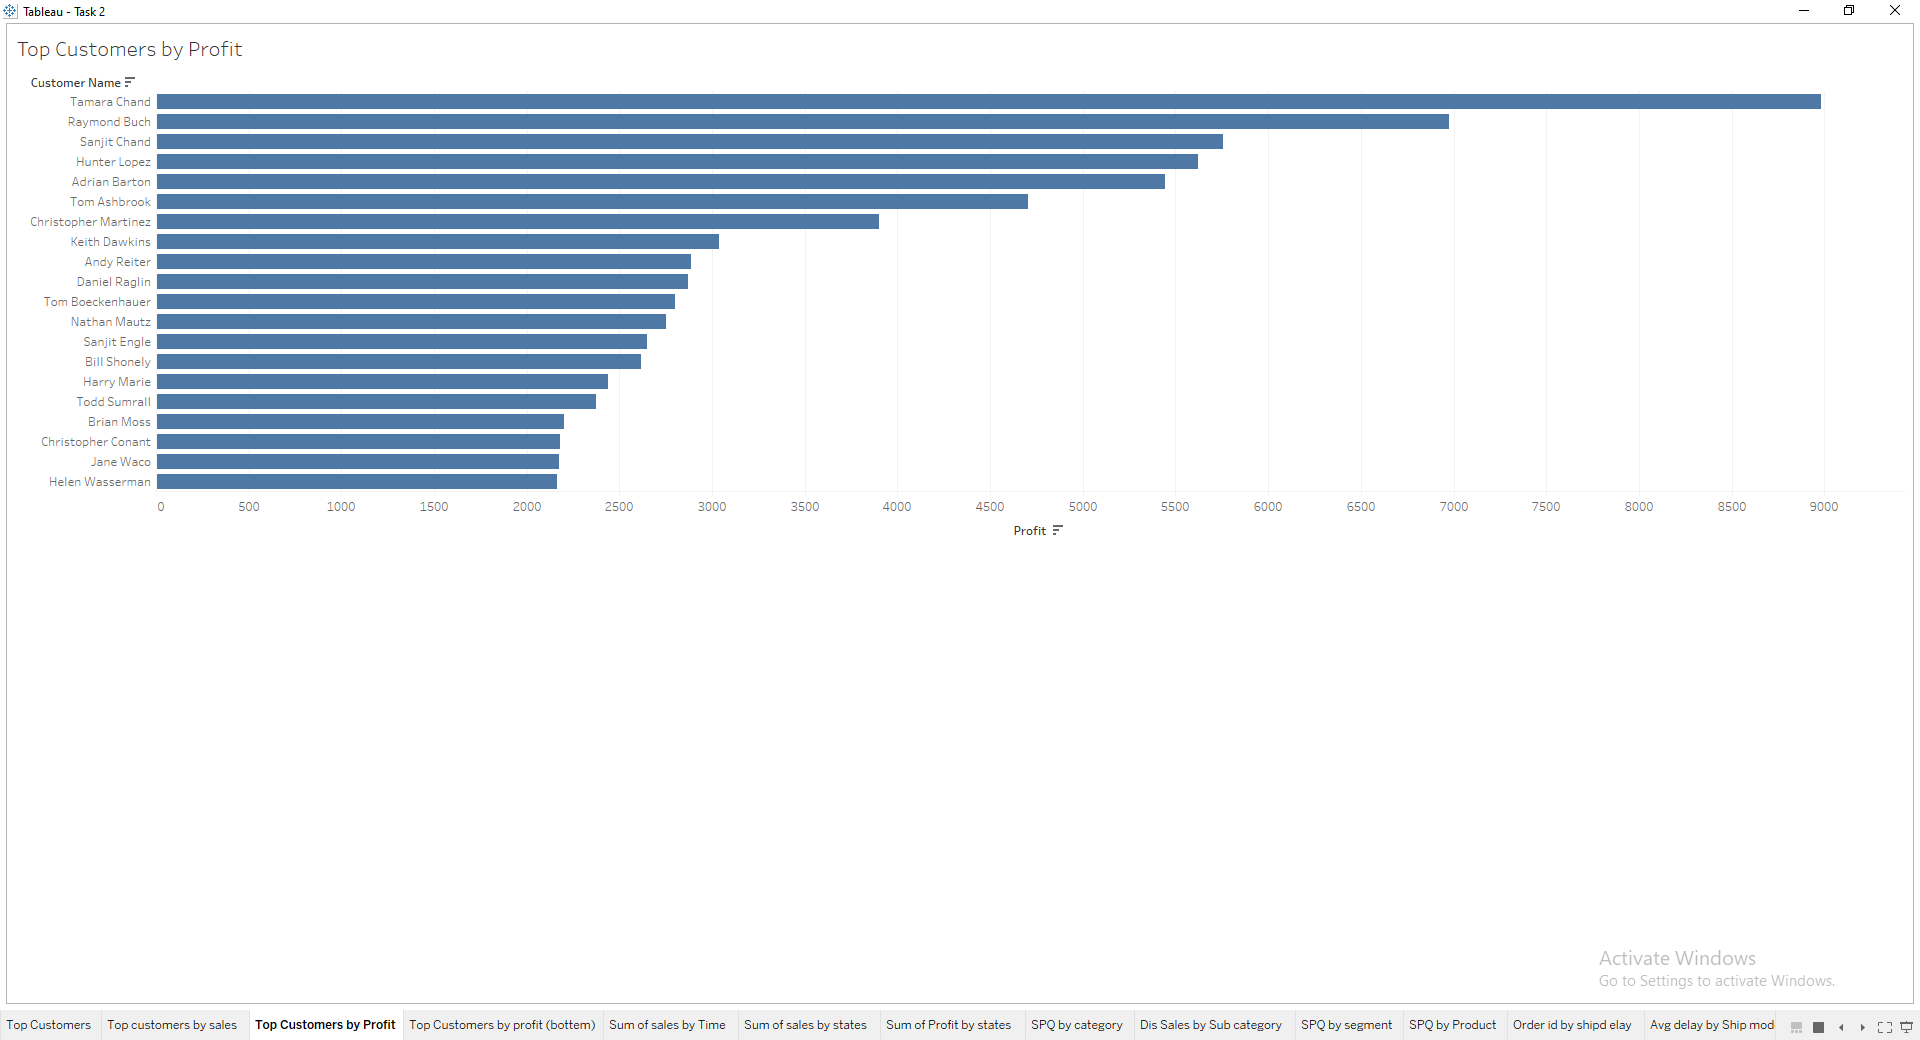 Tableau - Task 2
Top Customers by Profit
Customer Name
Tamara Chand
Raymond Buch
Sanjit Chand
Hunter Lopez
Adrian Barton
Tom Ashbrook
Christopher Martinez
Keith Dawkins
Andy Reiter
Daniel Raglin
Tom Boeckenhauer
Nathan Mautz
Sanjit Engle
Bill Shonely
Harry Marie
Todd Sumrall
Brian Moss
Christopher Conant
Jane Waco
Helen Wasserman
0 500 1000 1500 2000 2500 3000 3500 4000 4500 5000 5500 6000 6500 7000 7500 8000 8500 9000
Profit
Activate Windows
Go to Settings to activate Windows.
Top Customers Top customers by sales Top Customers by Profit Top Customers by profit (bottem) Sum of sales by Time Sum of sales by states Sum of Profit by states SPQ by category Dis Sales by Sub category SPQ by segment SPQ by Product Order id by shipd elay Avg delay by Ship mod